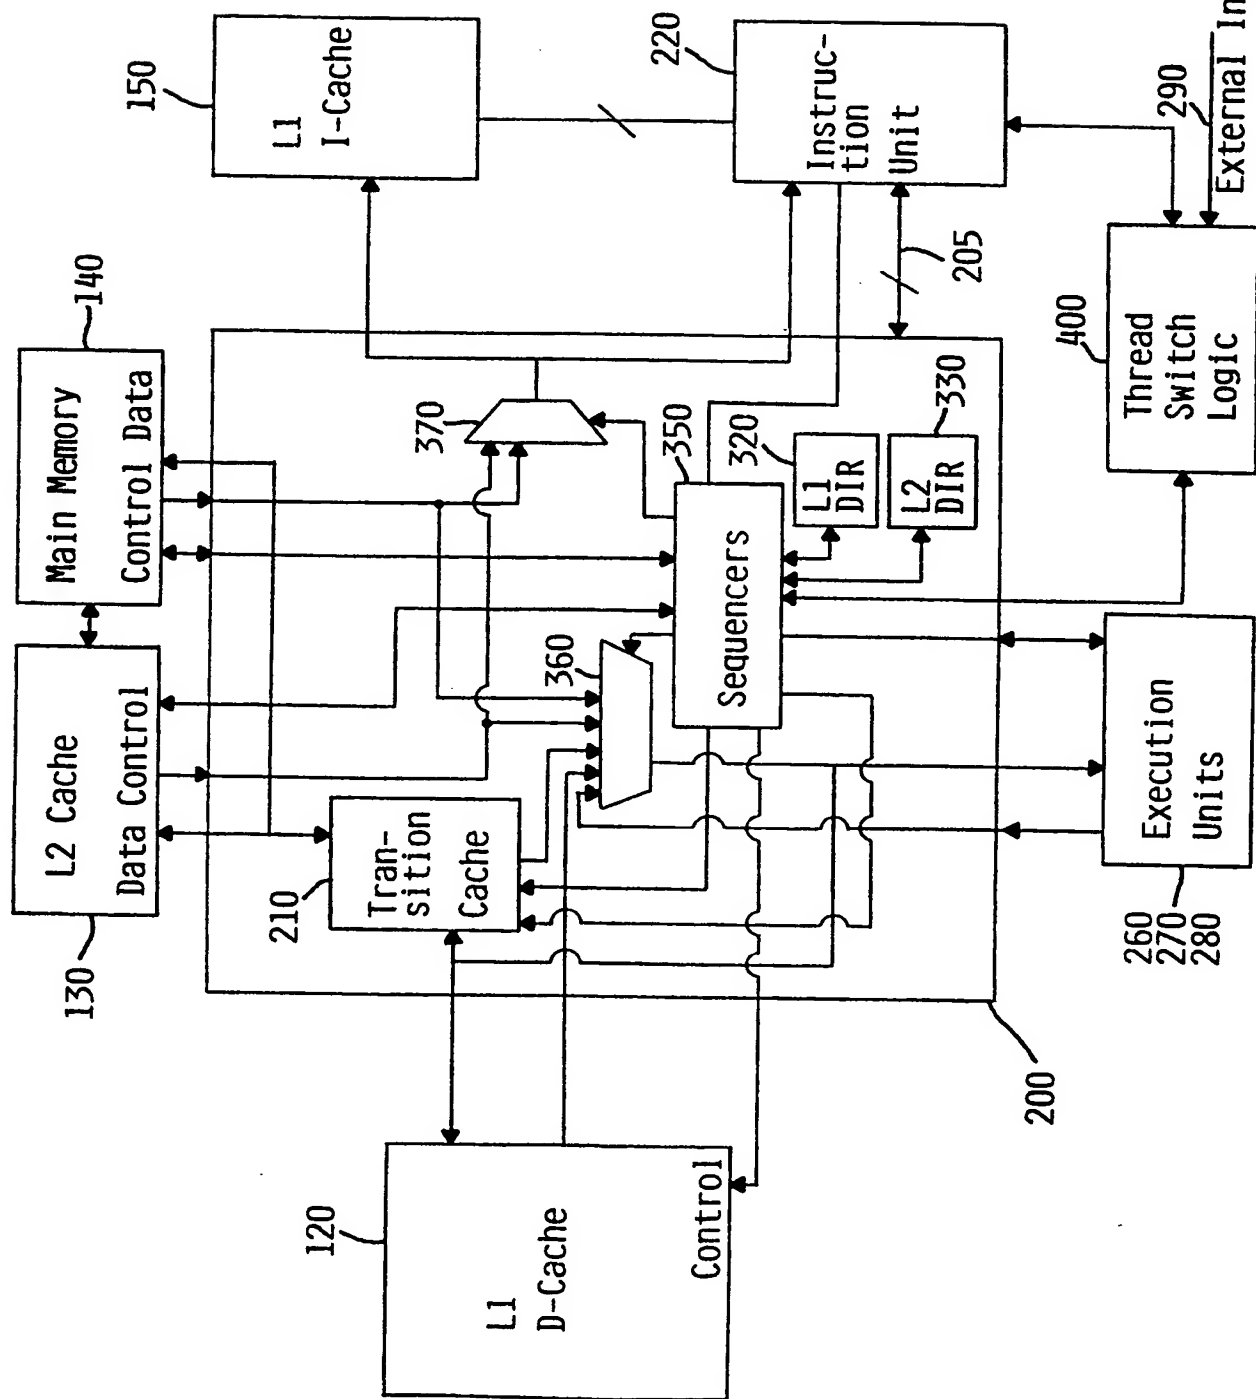 130
L2 Cache
Data Control
Main Memory
Control Data
140
150
L1
I-Cache
120
L1
D-Cache
Control
210
Tran-
sition
Cache
360
370
Sequencers
350
320
L1
DIR
L2
DIR
330
200
205
220
Instruc-
tion
Unit
260
270
280
Execution
Units
400
Thread
Switch
Logic
290
External